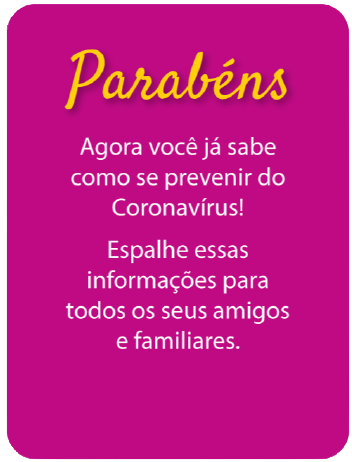 Parabéns
Agora você já sabe
como se prevenir do
Coronavírus!
Espalhe essas
informações para
todos os seus amigos
e familiares.